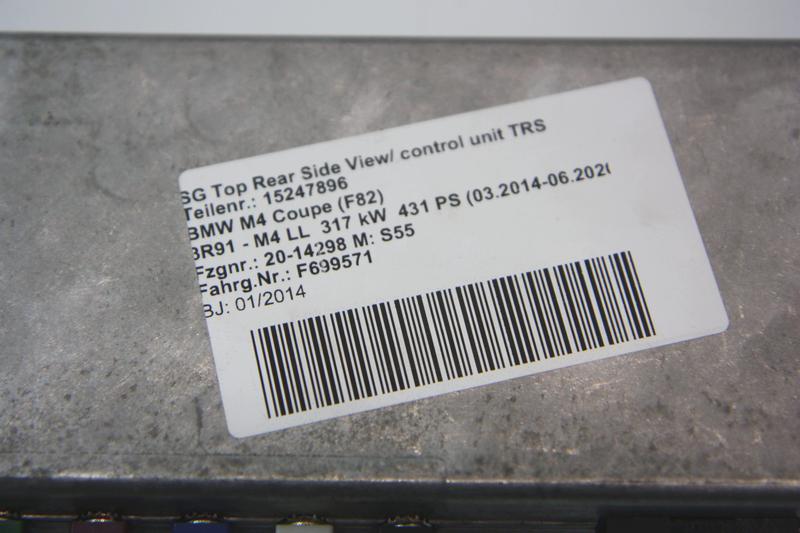 SG Top Rear Side View/ control unit TRS
Teilenr.: 15247896
BMW M4 Coupe (F82)
3R91 - M4 LL 317 kW 431 PS (03.2014-06.202(
Fzgnr.: 20-14298 M: S55
Fahrg.Nr.: F699571
BJ: 01/2014